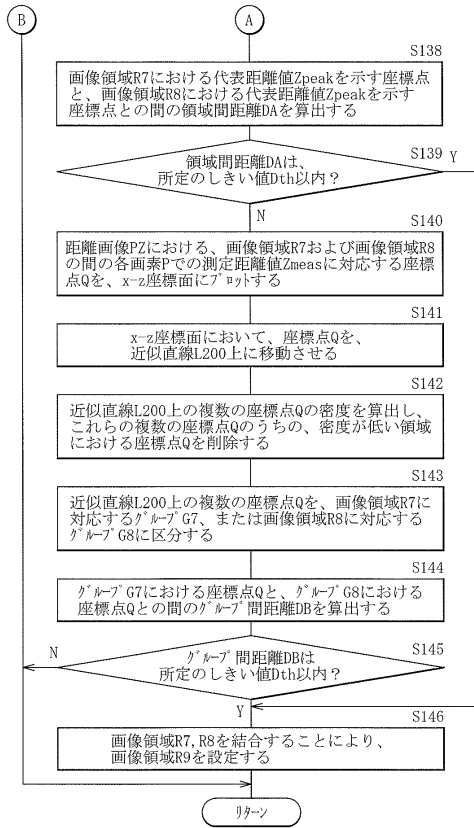 B
A
S138
画像領域R7における代表距離値Zpeakを示す座標点
と、画像領域R8における代表距離値Zpeakを示す
座標点との間の領域間距離DAを算出する
S139
領域間距離DAは、
所定のしきい値Dth以内？
Y
N
S140
距離画像PZにおける、画像領域R7および画像領域R8
の間の各画素Pでの測定距離値Zmeasに対応する座標
点Qを、x-z座標面にﾌﾟﾛｯﾄする
S141
x-z座標面において、座標点Qを、
近似直線L200上に移動させる
S142
近似直線L200上の複数の座標点Qの密度を算出し、
これらの複数の座標点Qのうちの、密度が低い領域
における座標点Qを削除する
S143
近似直線L200上の複数の座標点Qを、画像領域R7に
対応するｸﾞﾙｰﾌﾟG7、または画像領域R8に対応する
ｸﾞﾙｰﾌﾟG8に区分する
S144
ｸﾞﾙｰﾌﾟG7における座標点Qと、ｸﾞﾙｰﾌﾟG8における
座標点Qとの間のｸﾞﾙｰﾌﾟ間距離DBを算出する
S145
N
ｸﾞﾙｰﾌﾟ間距離DBは
所定のしきい値Dth以内？
Y
S146
画像領域R7,R8を結合することにより、
画像領域R9を設定する
ﾘﾀｰﾝ